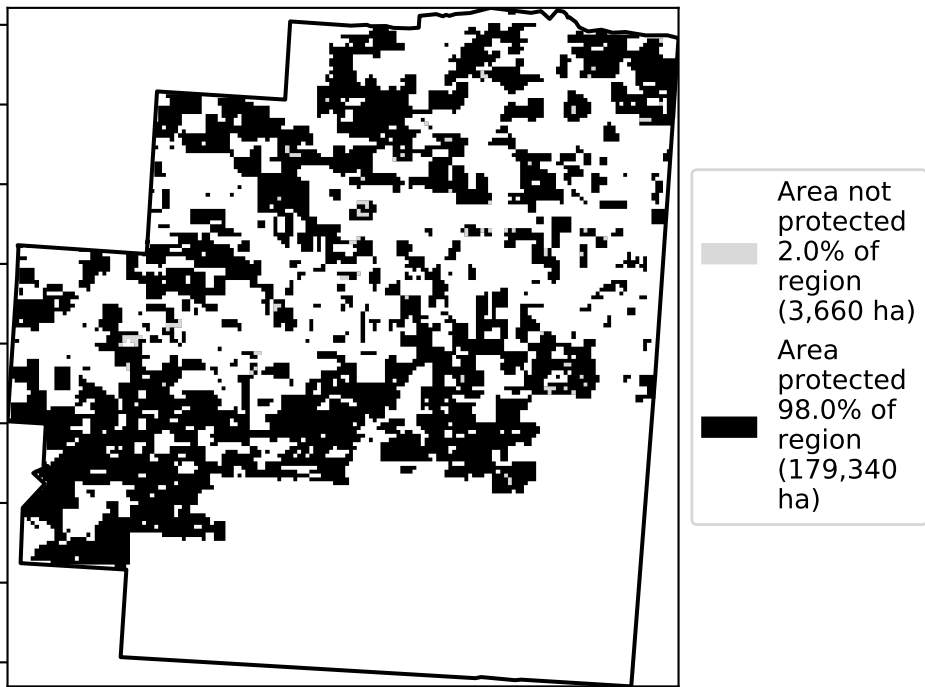 Area not
protected
2.0% of
region
(3,660 ha)
Area
protected
98.0% of
region
(179,340
ha)